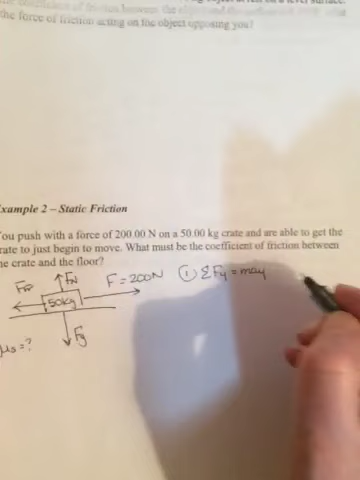 the force of friction acting on the object opposing you?
Example 2 – Static Friction
You push with a force of 200.00 N on a 50.00 kg crate and are able to get the
crate to just begin to move. What must be the coefficient of friction between
the crate and the floor?
Ffr FN F = 200N ① ΣFy = may
50kg
Fg
μs = ?